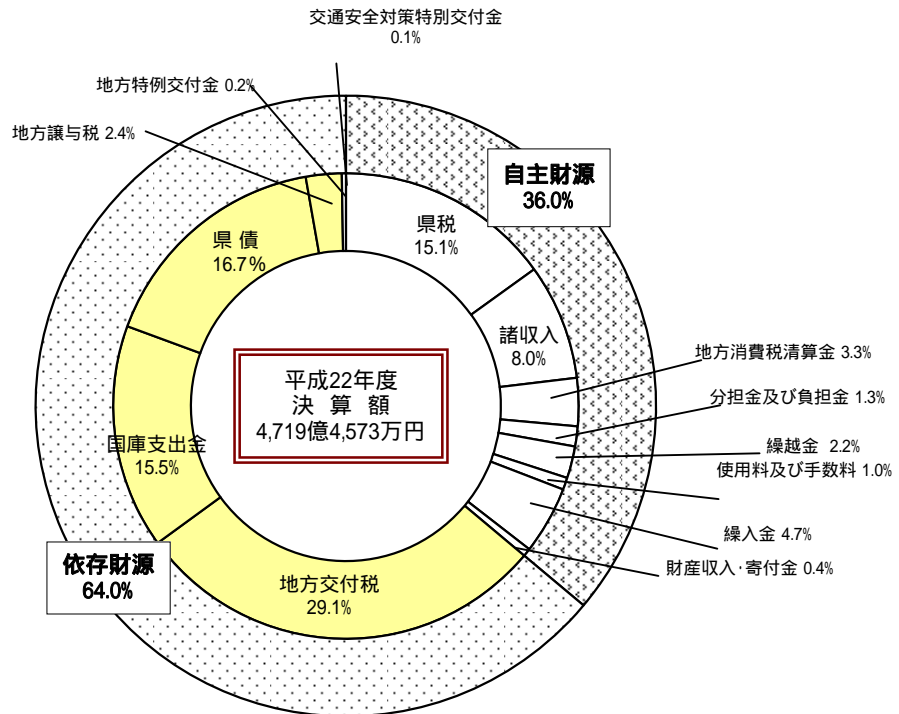 交通安全対策特別交付金
0.1%
地方特例交付金 0.2%
地方譲与税 2.4%
自主財源
36.0%
県税
15.1%
県 債
16.7%
諸収入
8.0%
地方消費税清算金 3.3%
分担金及び負担金 1.3%
平成22年度
決 算 額
4,719億4,573万円
繰越金 2.2%
使用料及び手数料 1.0%
国庫支出金
15.5%
繰入金 4.7%
財産収入・寄付金 0.4%
依存財源
64.0%
地方交付税
29.1%